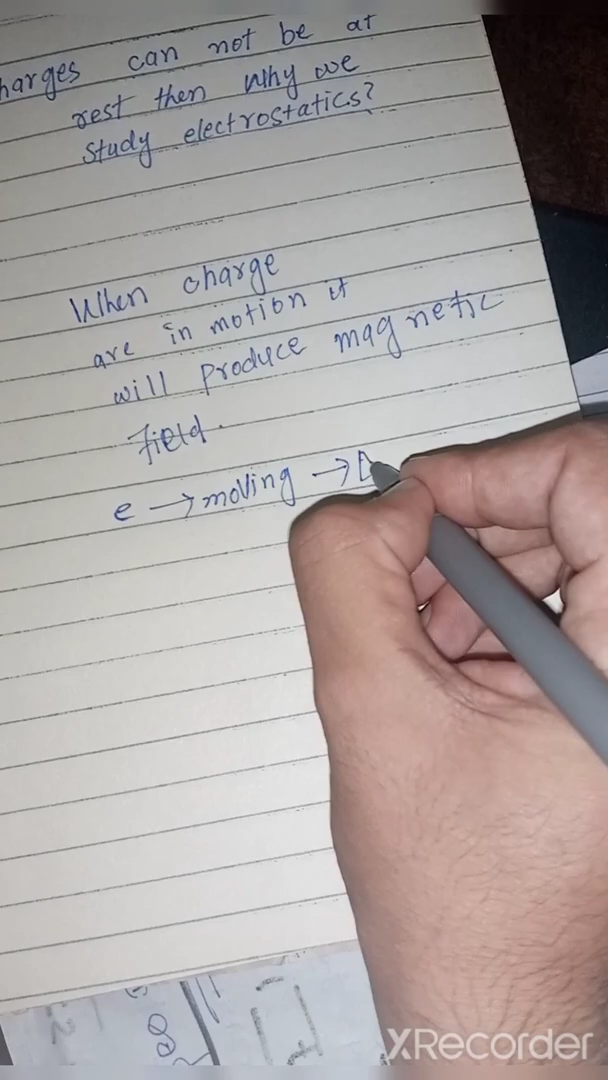 harges can not be at
rest then Why we
study electrostatics?
When charge
are in motion it
will produce magnetic
field.
e → moving →
XRecorder